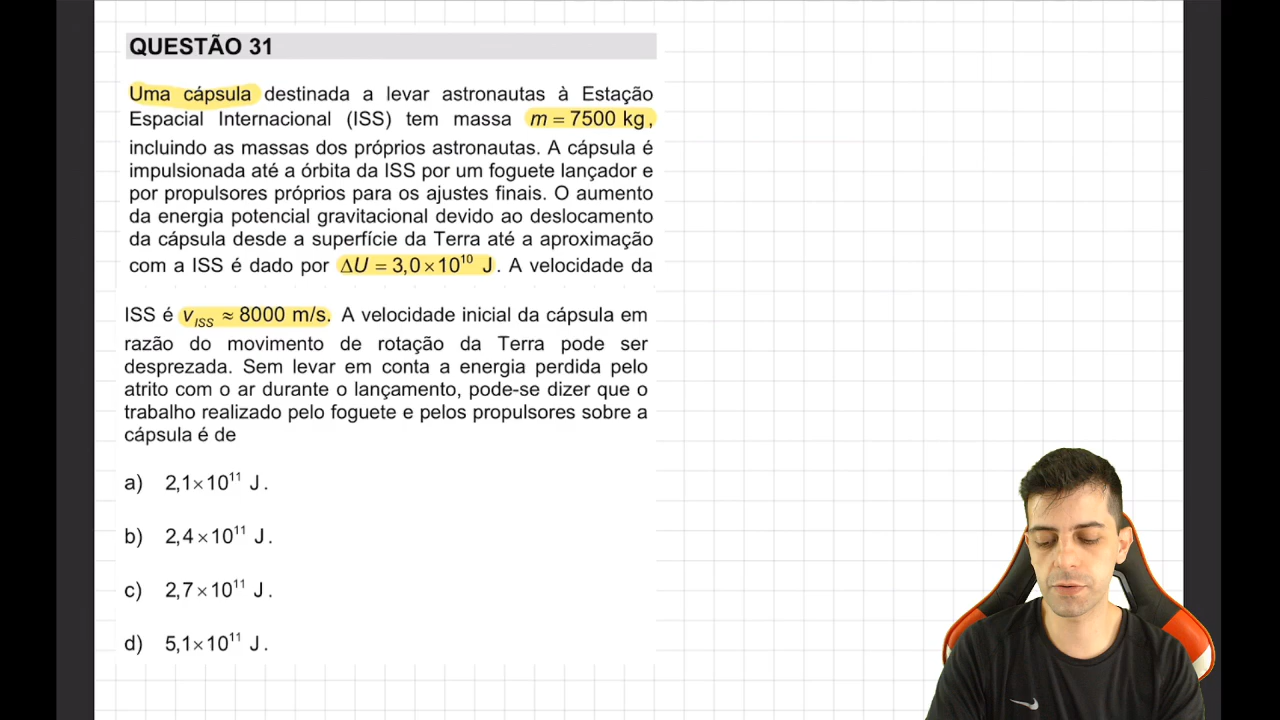 QUESTÃO 31
Uma cápsula destinada a levar astronautas à Estação
Espacial Internacional (ISS) tem massa m = 7500 kg,
incluindo as massas dos próprios astronautas. A cápsula é
impulsionada até a órbita da ISS por um foguete lançador e
por propulsores próprios para os ajustes finais. O aumento
da energia potencial gravitacional devido ao deslocamento
da cápsula desde a superfície da Terra até a aproximação
com a ISS é dado por ΔU = 3,0×10¹⁰ J. A velocidade da
ISS é v_ISS ≈ 8000 m/s. A velocidade inicial da cápsula em
razão do movimento de rotação da Terra pode ser
desprezada. Sem levar em conta a energia perdida pelo
atrito com o ar durante o lançamento, pode-se dizer que o
trabalho realizado pelo foguete e pelos propulsores sobre a
cápsula é de
a) 2,1×10¹¹ J.
b) 2,4×10¹¹ J.
c) 2,7×10¹¹ J.
d) 5,1×10¹¹ J.